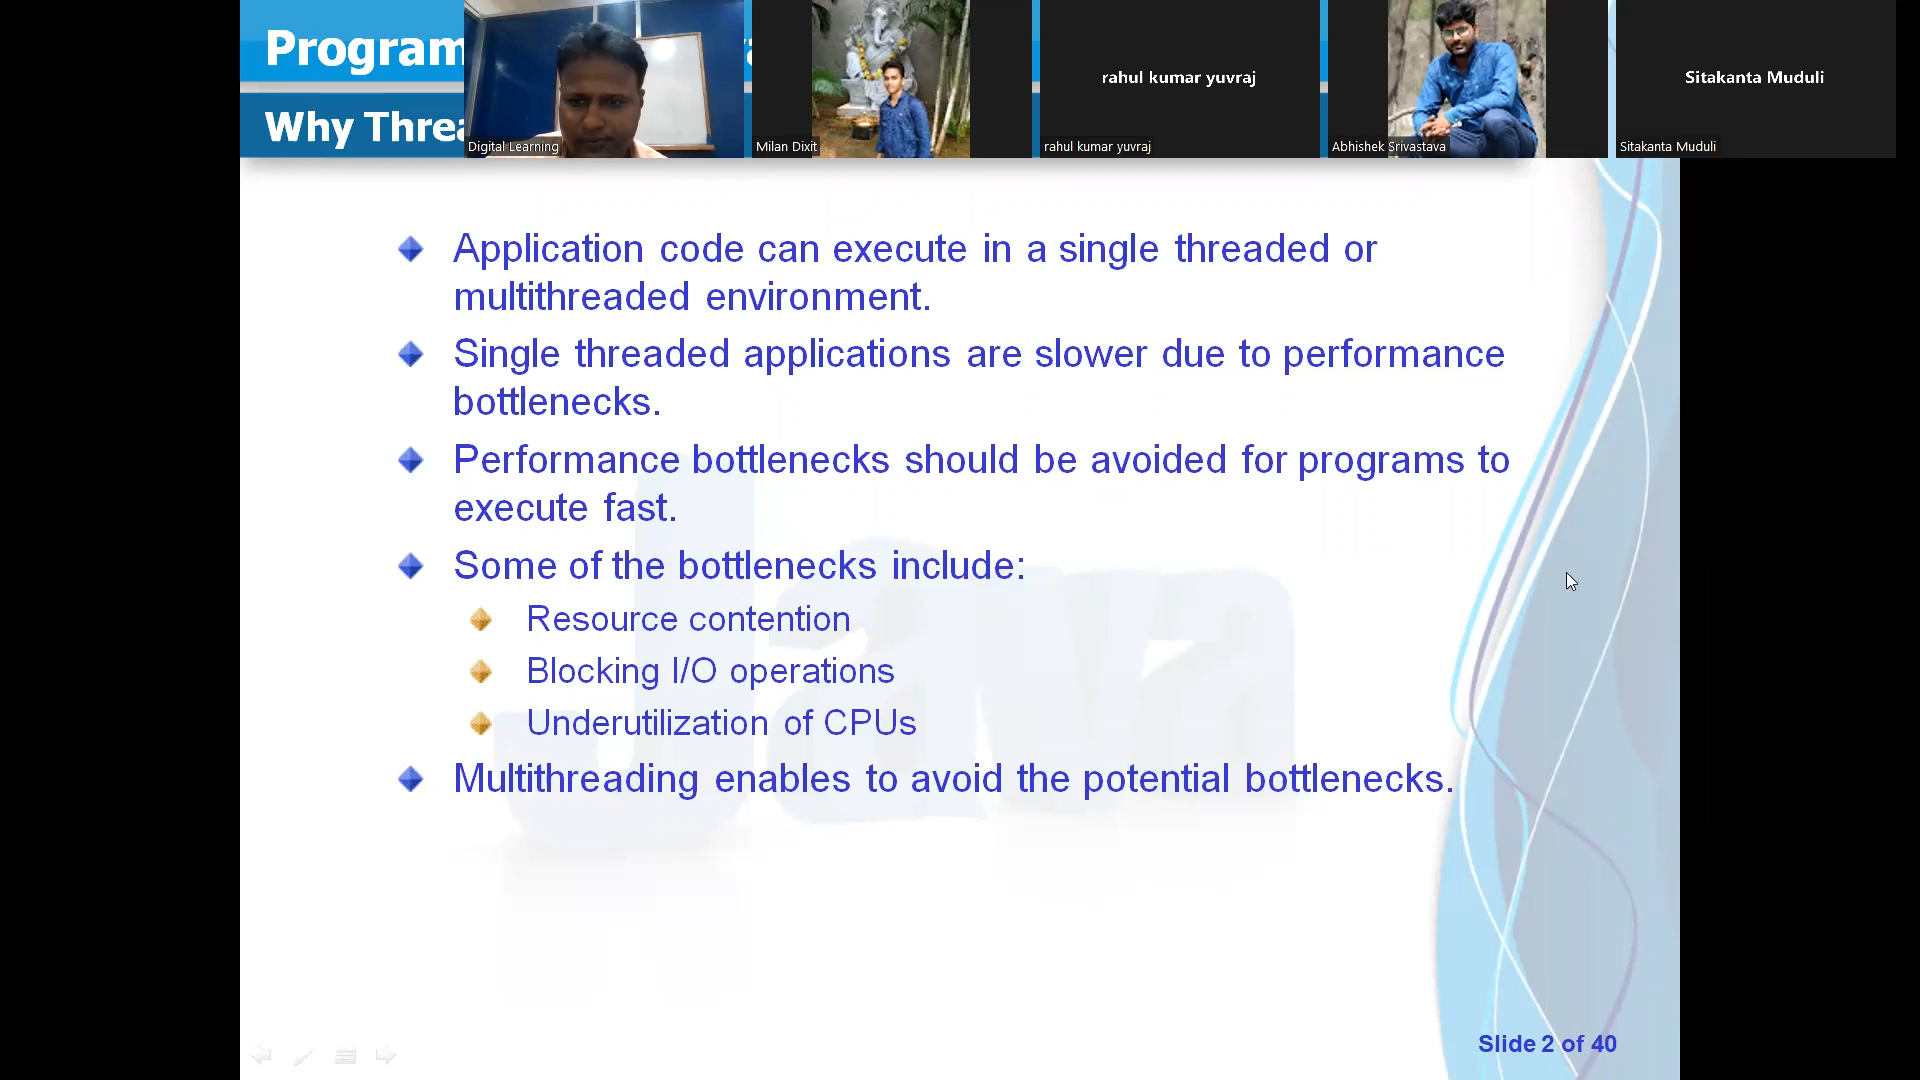 Program
Why Threa
Digital Learning
Milan Dixit
rahul kumar yuvraj
rahul kumar yuvraj
Abhishek Srivastava
Sitakanta Muduli
Sitakanta Muduli
Application code can execute in a single threaded or
multithreaded environment.
Single threaded applications are slower due to performance
bottlenecks.
Performance bottlenecks should be avoided for programs to
execute fast.
Some of the bottlenecks include:
Resource contention
Blocking I/O operations
Underutilization of CPUs
Multithreading enables to avoid the potential bottlenecks.
Java
Slide 2 of 40